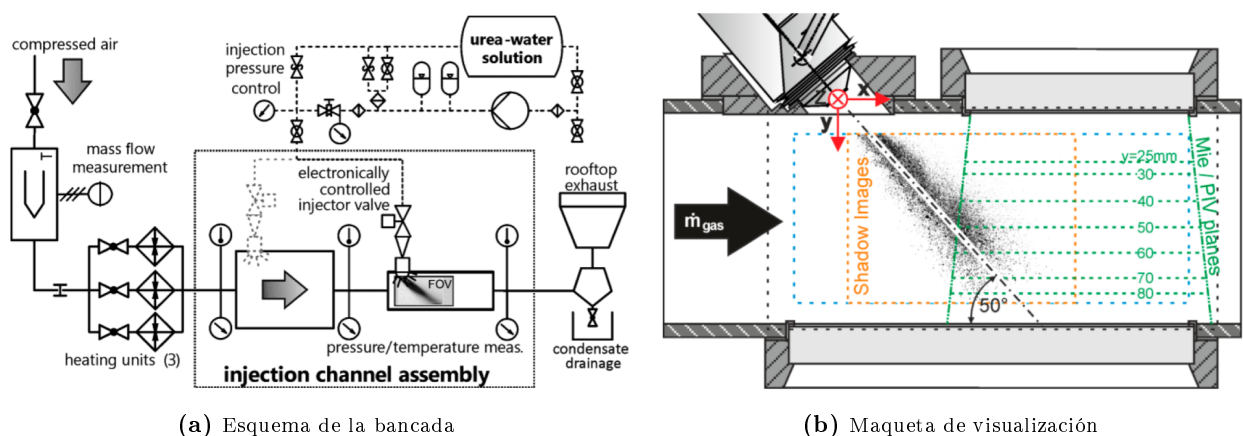 compressed air
injection
pressure
control
urea-water
solution
mass flow
measurement
T
electronically
controlled
injector valve
rooftop
exhaust
FOV
heating units (3)
pressure/temperature meas.
condensate
drainage
injection channel assembly
(a) Esquema de la bancada
x
y
ṁgas
Shadow Images
y=25mm
30
40
50
60
70
80
Mie / PIV planes
50°
(b) Maqueta de visualización